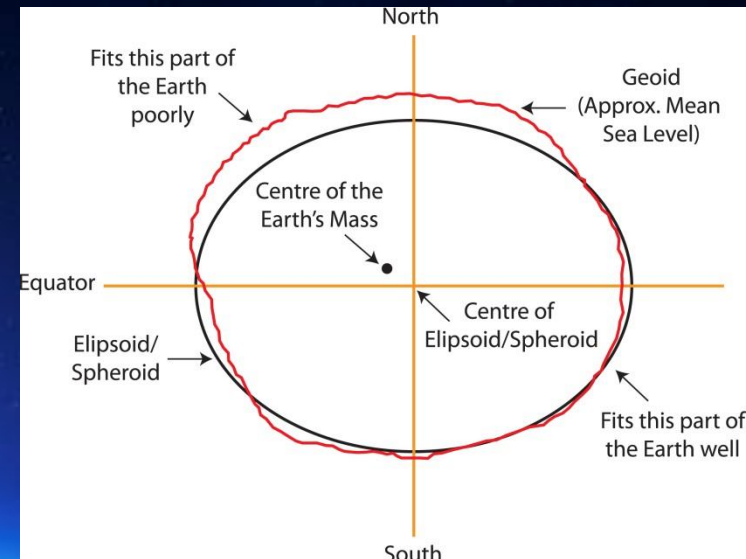 North
Fits this part of
the Earth
poorly
Geoid
(Approx. Mean
Sea Level)
Centre of the
Earth's Mass
Equator
Centre of
Elipsoid/Spheroid
Elipsoid/
Spheroid
Fits this part of
the Earth well
South